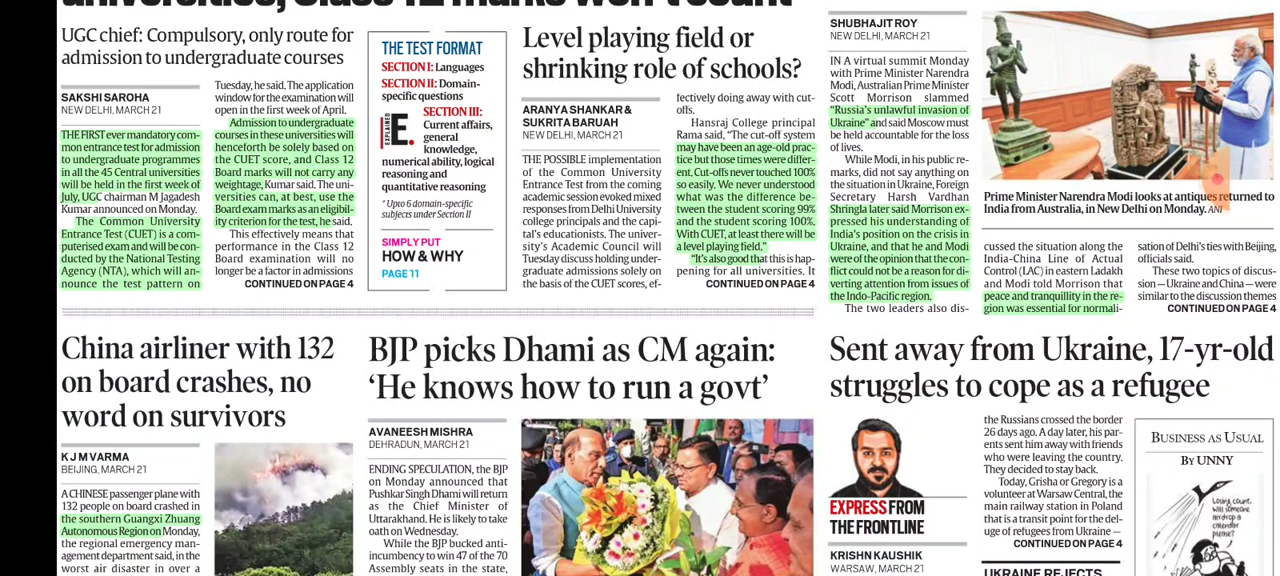 universities, Class 12 marks won't count
UGC chief: Compulsory, only route for
admission to undergraduate courses
SAKSHI SAROHA
NEW DELHI, MARCH 21
THE FIRST ever mandatory com-
mon entrance test for admission
to undergraduate programmes
in all the 45 Central universities
will be held in the first week of
July, UGC chairman M Jagadesh
Kumar announced on Monday.
The Common University
Entrance Test (CUET) is a com-
puterised exam and will be con-
ducted by the National Testing
Agency (NTA), which will an-
nounce the test pattern on
Tuesday, he said. The application
window for the examination will
open in the first week of April.
Admission to undergraduate
courses in these universities will
henceforth be solely based on
the CUET score, and Class 12
Board marks will not carry any
weightage, Kumar said. The uni-
versities can, at best, use the
Board exam marks as an eligibil-
ity criterion for the test, he said.
This effectively means that
performance in the Class 12
Board examination will no
longer be a factor in admissions
CONTINUED ON PAGE 4
THE TEST FORMAT
SECTION I: Languages
SECTION II: Domain-
specific questions
EXPLAINED
E.
SECTION III:
Current affairs,
general
knowledge,
numerical ability, logical
reasoning and
quantitative reasoning
* Upto 6 domain-specific
subjects under Section II
SIMPLY PUT
HOW & WHY
PAGE 11
Level playing field or
shrinking role of schools?
ARANYA SHANKAR &
SUKRITA BARUAH
NEW DELHI, MARCH 21
THE POSSIBLE implementation
of the Common University
Entrance Test from the coming
academic session evoked mixed
responses from Delhi University
college principals and the capi-
tal's educationists. The univer-
sity's Academic Council will
Tuesday discuss holding under-
graduate admissions solely on
the basis of the CUET scores, ef-
fectively doing away with cut-
offs.
Hansraj College principal
Rama said, "The cut-off system
may have been an age-old prac-
tice but those times were differ-
ent. Cut-offs never touched 100%
so easily. We never understood
what was the difference be-
tween the student scoring 99%
and the student scoring 100%.
With CUET, at least there will be
a level playing field."
"It's also good that this is hap-
pening for all universities. It
CONTINUED ON PAGE 4
SHUBHAJIT ROY
NEW DELHI, MARCH 21
IN A virtual summit Monday
with Prime Minister Narendra
Modi, Australian Prime Minister
Scott Morrison slammed
"Russia's unlawful invasion of
Ukraine" and said Moscow must
be held accountable for the loss
of lives.
While Modi, in his public re-
marks, did not say anything on
the situation in Ukraine, Foreign
Secretary Harsh Vardhan
Shringla later said Morrison ex-
pressed his understanding of
India's position on the crisis in
Ukraine, and that he and Modi
were of the opinion that the con-
flict could not be a reason for di-
verting attention from issues of
the Indo-Pacific region.
The two leaders also dis-
Prime Minister Narendra Modi looks at antiques returned to
India from Australia, in New Delhi on Monday. ANI
cussed the situation along the
India-China Line of Actual
Control (LAC) in eastern Ladakh
and Modi told Morrison that
peace and tranquillity in the re-
gion was essential for normali-
sation of Delhi's ties with Beijing,
officials said.
These two topics of discus-
sion — Ukraine and China — were
similar to the discussion themes
CONTINUED ON PAGE 4
China airliner with 132
on board crashes, no
word on survivors
K J M VARMA
BEIJING, MARCH 21
A CHINESE passenger plane with
132 people on board crashed in
the southern Guangxi Zhuang
Autonomous Region on Monday,
the regional emergency man-
agement department said, in the
worst air disaster in over a
BJP picks Dhami as CM again:
'He knows how to run a govt'
AVANEESH MISHRA
DEHRADUN, MARCH 21
ENDING SPECULATION, the BJP
on Monday announced that
Pushkar Singh Dhami will return
as the Chief Minister of
Uttarakhand. He is likely to take
oath on Wednesday.
While the BJP bucked anti-
incumbency to win 47 of the 70
Assembly seats in the state,
Sent away from Ukraine, 17-yr-old
struggles to cope as a refugee
EXPRESS FROM
THE FRONTLINE
KRISHN KAUSHIK
WARSAW, MARCH 21
the Russians crossed the border
26 days ago. A day later, his par-
ents sent him away with friends
who were leaving the country.
They decided to stay back.
Today, Grisha or Gregory is a
volunteer at Warsaw Central, the
main railway station in Poland
that is a transit point for the del-
uge of refugees from Ukraine —
CONTINUED ON PAGE 4
UKRAINE REJECTS
BUSINESS AS USUAL
BY UNNY
Losing count.
Will someone
airdrop a
calendar
please?